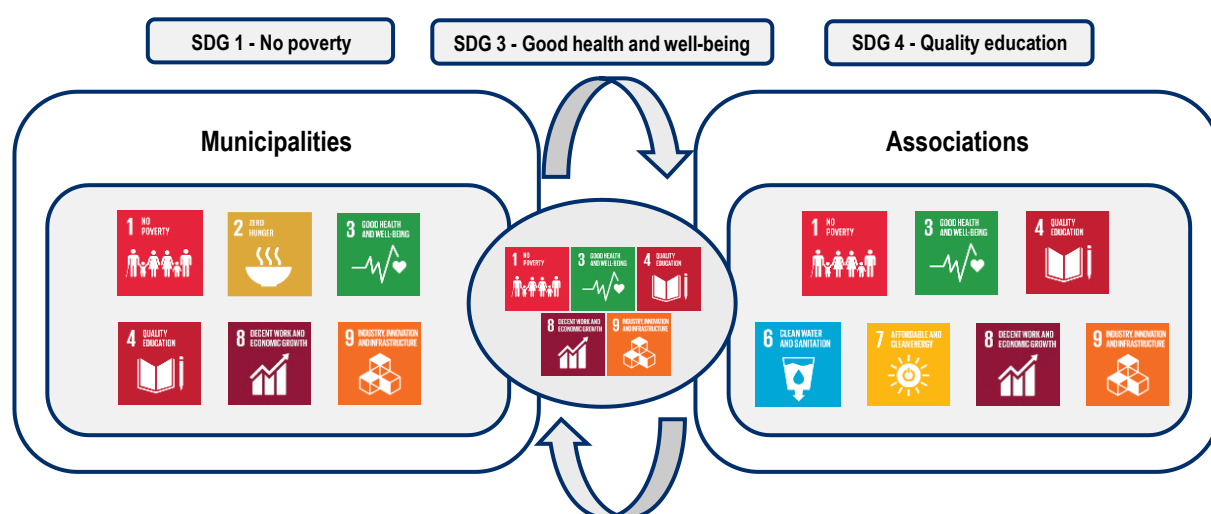 SDG 1 - No poverty
SDG 3 - Good health and well-being
SDG 4 - Quality education
Municipalities
1 NO
POVERTY
2 ZERO
HUNGER
3 GOOD HEALTH
AND WELL-BEING
4 QUALITY
EDUCATION
8 DECENT WORK AND
ECONOMIC GROWTH
9 INDUSTRY, INNOVATION
AND INFRASTRUCTURE
1 NO
POVERTY
3 GOOD HEALTH
AND WELL-BEING
4 QUALITY
EDUCATION
8 DECENT WORK AND
ECONOMIC GROWTH
9 INDUSTRY, INNOVATION
AND INFRASTRUCTURE
Associations
1 NO
POVERTY
3 GOOD HEALTH
AND WELL-BEING
4 QUALITY
EDUCATION
6 CLEAN WATER
AND SANITATION
7 AFFORDABLE AND
CLEAN ENERGY
8 DECENT WORK AND
ECONOMIC GROWTH
9 INDUSTRY, INNOVATION
AND INFRASTRUCTURE